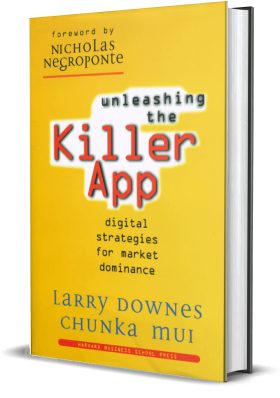 foreword by
NICHOLAS
NEGROPONTE
unleashing
the
Killer
App
digital
strategies
for market
dominance
LARRY DOWNES
CHUNKA MUI
HARVARD BUSINESS SCHOOL PRESS